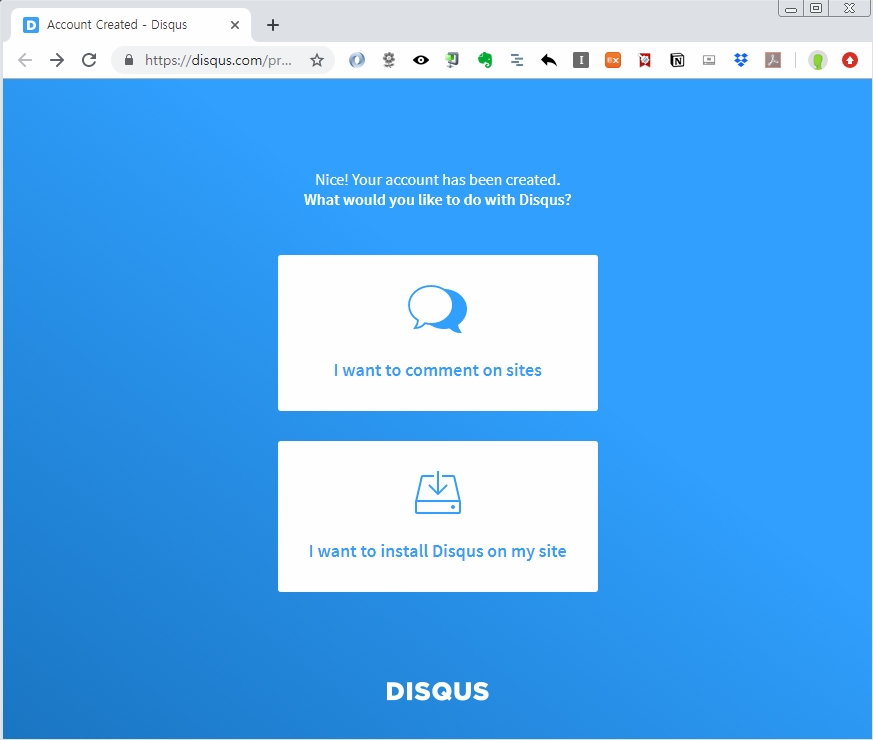 Account Created - Disqus
https://disqus.com/pr...
Nice! Your account has been created.
What would you like to do with Disqus?
I want to comment on sites
I want to install Disqus on my site
DISQUS